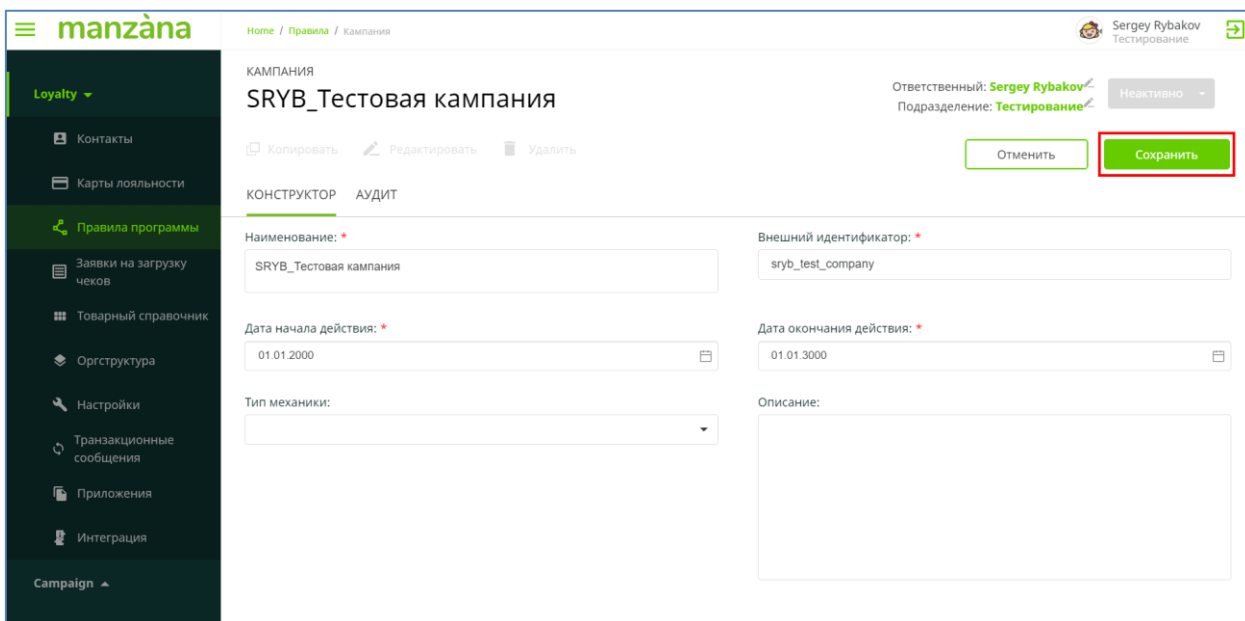 manzàna
Home / Правила / Кампания
Sergey Rybakov
Тестирование
Loyalty
Контакты
Карты лояльности
Правила программы
Заявки на загрузку
чеков
Товарный справочник
Оргструктура
Настройки
Транзакционные
сообщения
Приложения
Интеграция
Campaign
КАМПАНИЯ
SRYB_Тестовая кампания
Ответственный: Sergey Rybakov
Подразделение: Тестирование
Неактивно
Копировать Редактировать Удалить
Отменить Сохранить
КОНСТРУКТОР АУДИТ
Наименование: *
SRYB_Тестовая кампания
Внешний идентификатор: *
sryb_test_company
Дата начала действия: *
01.01.2000
Дата окончания действия: *
01.01.3000
Тип механики:
Описание: